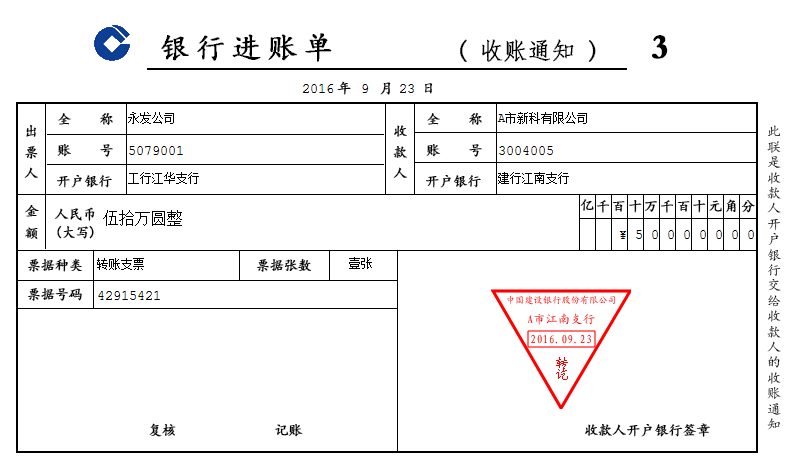 银行进账单 （收账通知） 3
2016年 9 月 23 日
出票人 全称 永发公司 收款人 全称 A市新科有限公司
账号 5079001 账号 3004005
开户银行 工行江华支行 开户银行 建行江南支行
金额 人民币(大写) 伍拾万圆整 亿 千 百 十 万 千 百 十 元 角 分
¥ 5 0 0 0 0 0 0 0
票据种类 转账支票 票据张数 壹张
票据号码 42915421
中国建设银行股份有限公司
A市江南支行
2016.09.23
转
讫
复核 记账 收款人开户银行签章
此联是收款人开户银行交给收款人的收账通知